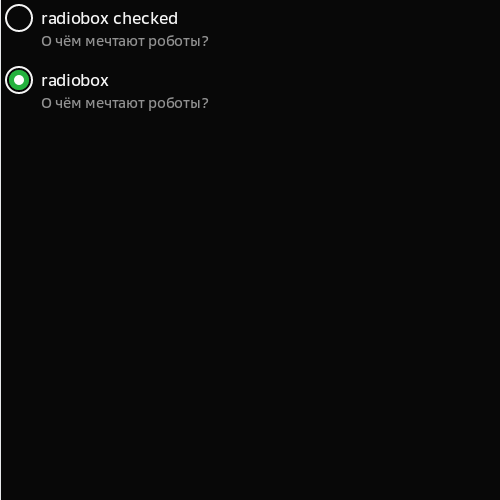 radiobox checked
О чём мечтают роботы?
radiobox
О чём мечтают роботы?